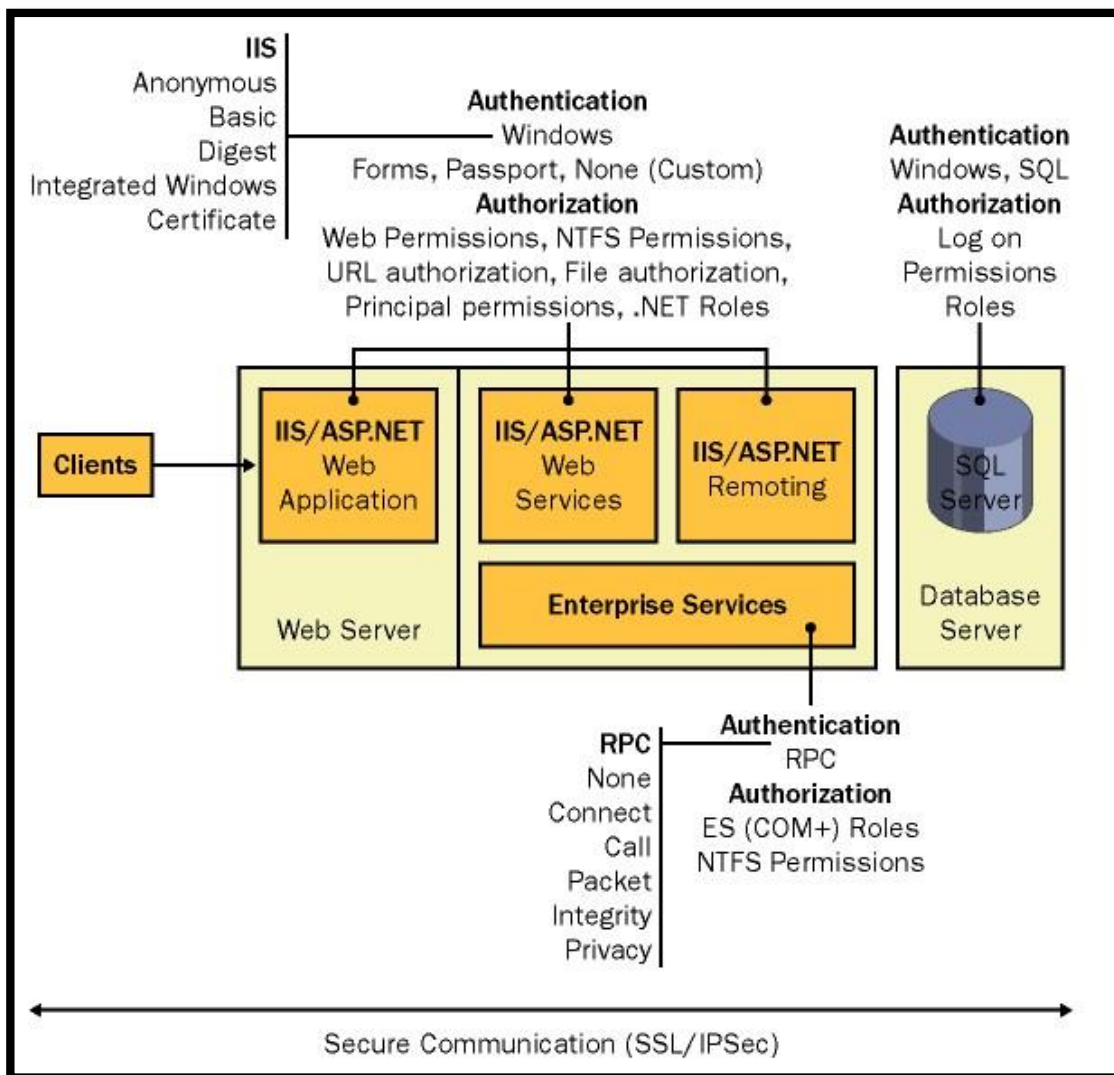 IIS
Anonymous
Basic
Digest
Integrated Windows
Certificate
Authentication
Windows
Forms, Passport, None (Custom)
Authorization
Web Permissions, NTFS Permissions,
URL authorization, File authorization,
Principal permissions, .NET Roles
Authentication
Windows, SQL
Authorization
Log on
Permissions
Roles
Clients
IIS/ASP.NET
Web
Application
Web Server
IIS/ASP.NET
Web
Services
IIS/ASP.NET
Remoting
Enterprise Services
SQL
Server
Database
Server
RPC
None
Connect
Call
Packet
Integrity
Privacy
Authentication
RPC
Authorization
ES (COM+) Roles
NTFS Permissions
Secure Communication (SSL/IPSec)